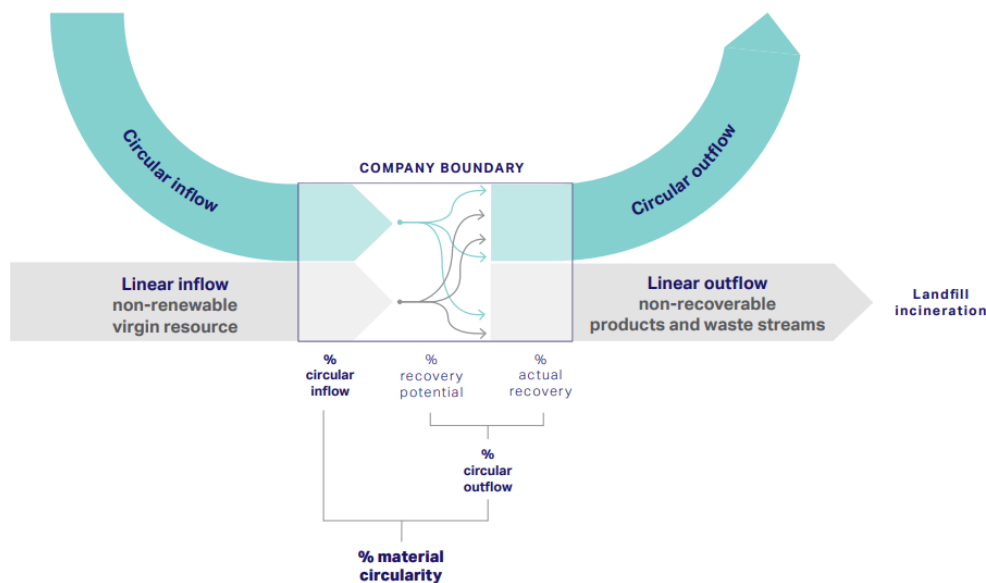 Circular inflow
Circular outflow
COMPANY BOUNDARY
Linear inflow
non-renewable
virgin resource
Linear outflow
non-recoverable
products and waste streams
Landfill
incineration
%
circular
inflow
%
recovery
potential
%
actual
recovery
%
circular
outflow
% material
circularity